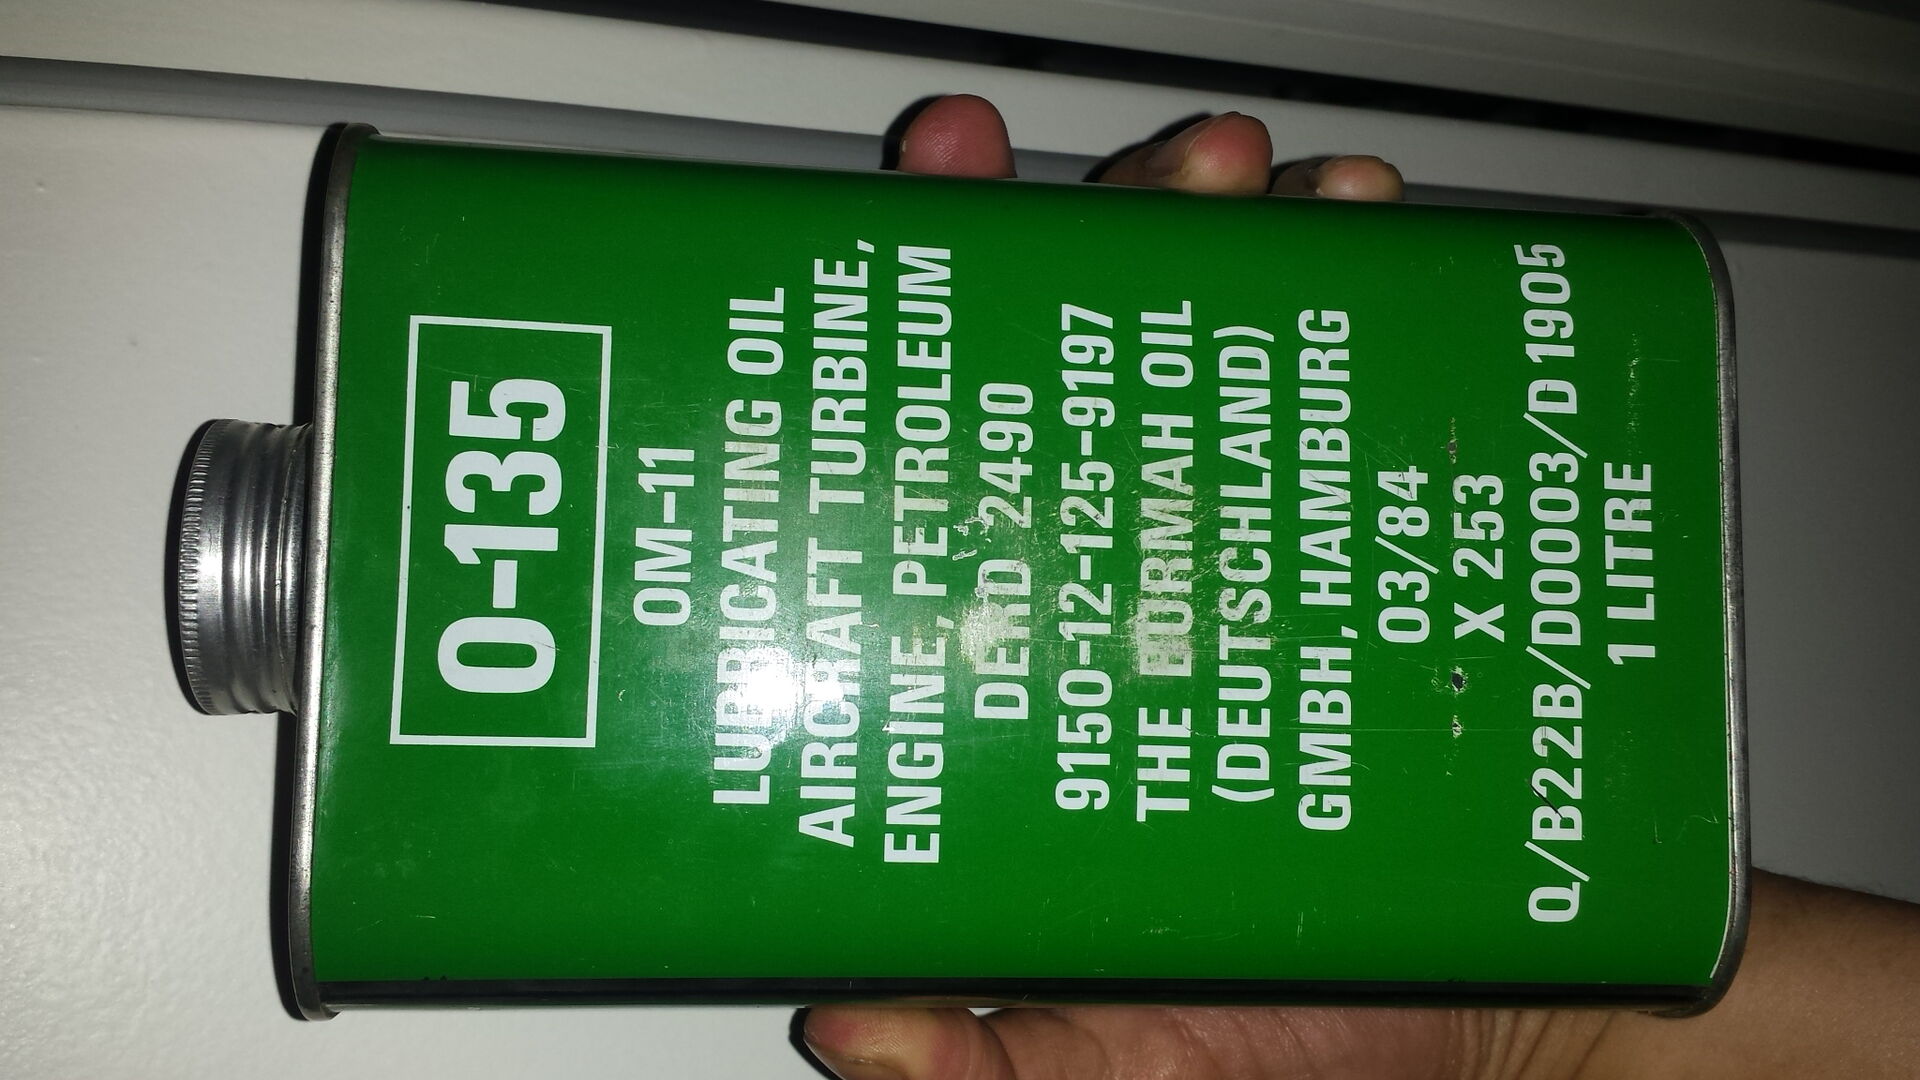 O-135
OM-11
LUBRICATING OIL
AIRCRAFT TURBINE,
ENGINE, PETROLEUM
DERD 2490
9150-12-125-9197
THE BURMAH OIL
(DEUTSCHLAND)
GMBH, HAMBURG
03/84
X 253
Q/B22B/D0003/D1905
1 LITRE